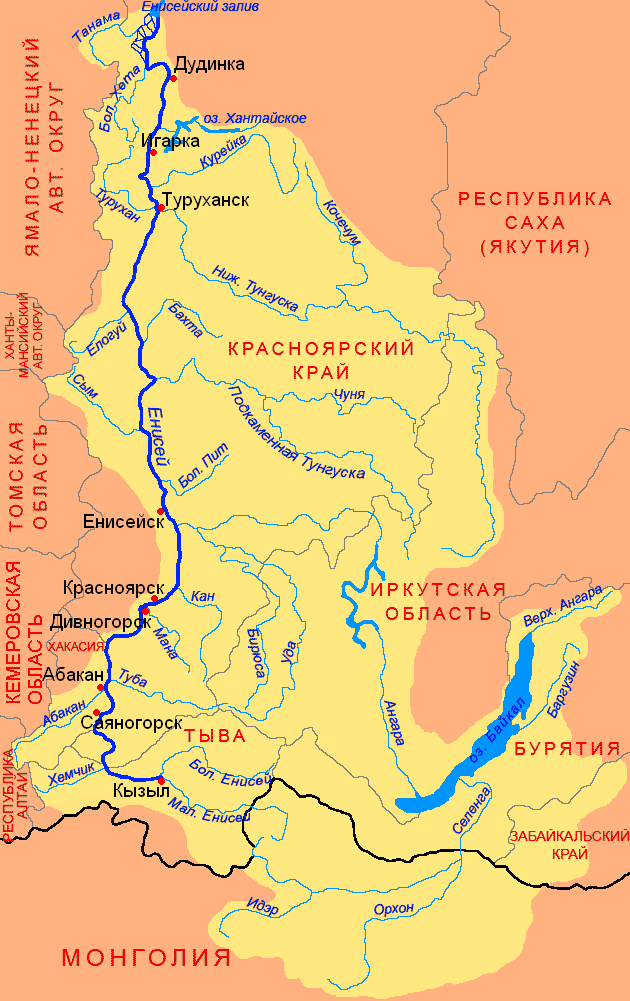 Енисейский залив
Танама
Дудинка
Бол. Хета
оз. Хантайское
ЯМАЛО-НЕНЕЦКИЙ
АВТ. ОКРУГ
Игарка
Курейка
Турухан
Туруханск
Кочечум
РЕСПУБЛИКА
САХА
(ЯКУТИЯ)
Ниж. Тунгуска
ХАНТЫ-
МАНСИЙСКИЙ
АВТ. ОКРУГ
Елогуй
Бахта
КРАСНОЯРСКИЙ
КРАЙ
Сым
Чуня
Подкаменная Тунгуска
Енисей
Бол. Пит
ТОМСКАЯ
ОБЛАСТЬ
Енисейск
КЕМЕРОВСКАЯ
ОБЛАСТЬ
Красноярск
Кан
ИРКУТСКАЯ
ОБЛАСТЬ
Дивногорск
Мана
Бирюса
Уда
Верх. Ангара
ХАКАСИЯ
Абакан
Туба
Баргузин
Абакан
Саяногорск
Ангара
оз. Байкал
ТЫВА
БУРЯТИЯ
РЕСПУБЛИКА
АЛТАЙ
Хемчик
Бол. Енисей
Кызыл
Мал. Енисей
Селенга
ЗАБАЙКАЛЬСКИЙ
КРАЙ
Идэр
Орхон
МОНГОЛИЯ